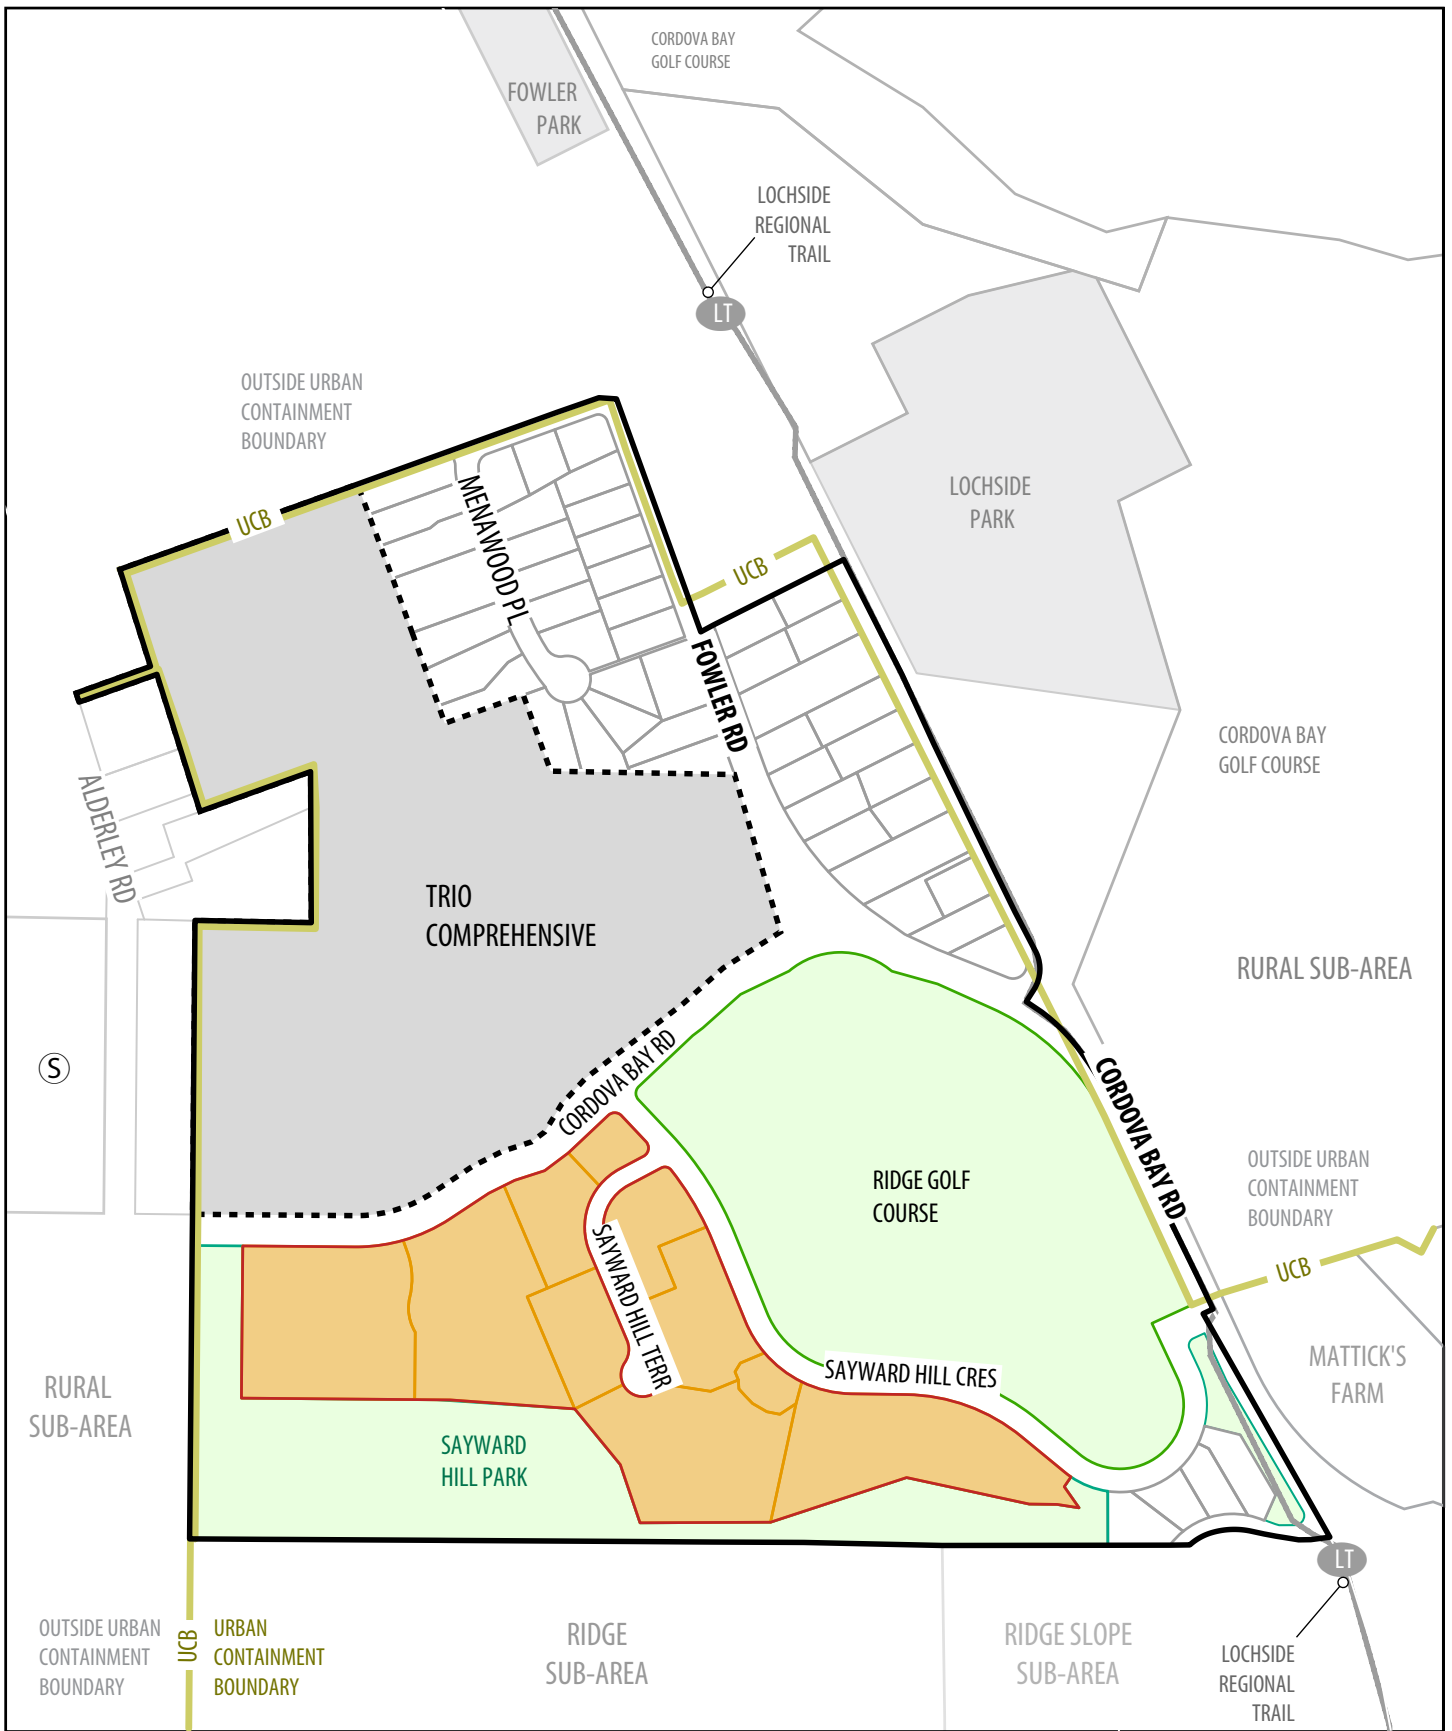 CORDOVA BAY
GOLF COURSE
FOWLER
PARK
LOCHSIDE
REGIONAL
TRAIL
LT
OUTSIDE URBAN
CONTAINMENT
BOUNDARY
UCB
MENAWOOD PL
LOCHSIDE
PARK
UCB
FOWLER RD
CORDOVA BAY
GOLF COURSE
ALDERLEY RD
TRIO
COMPREHENSIVE
RURAL SUB-AREA
S
CORDOVA BAY RD
CORDOVA BAY RD
RIDGE GOLF
COURSE
OUTSIDE URBAN
CONTAINMENT
BOUNDARY
UCB
SAYWARD HILL TERR
SAYWARD HILL CRES
MATTICK'S
FARM
RURAL
SUB-AREA
SAYWARD
HILL PARK
LT
OUTSIDE URBAN
CONTAINMENT
BOUNDARY
UCB
URBAN
CONTAINMENT
BOUNDARY
RIDGE
SUB-AREA
RIDGE SLOPE
SUB-AREA
LOCHSIDE
REGIONAL
TRAIL